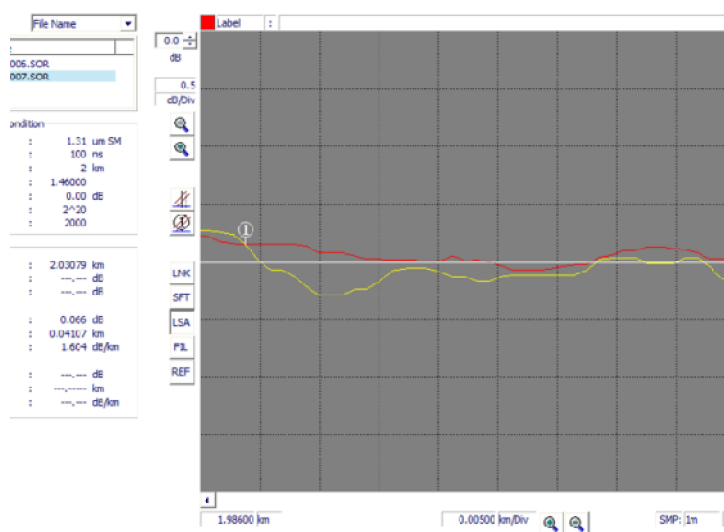 File Name
Label :
0.0
dB
006.SOR
007.SOR
0.5
dB/Div
ondition
: 1.31 um SM
: 100 ns
: 2 km
: 1.46000
: 0.00 dB
: 2^20
: 2000
1
: 2.03079 km
: ---.--- dB
: ---.--- dB
LNK
SFT
: 0.066 dB
: 0.04107 km
: 1.604 dB/km
LSA
FIL
REF
: ---.--- dB
: ---.----- km
: ---.--- dB/km
1.98600 km
0.00500 km/Div
SMP: 1m